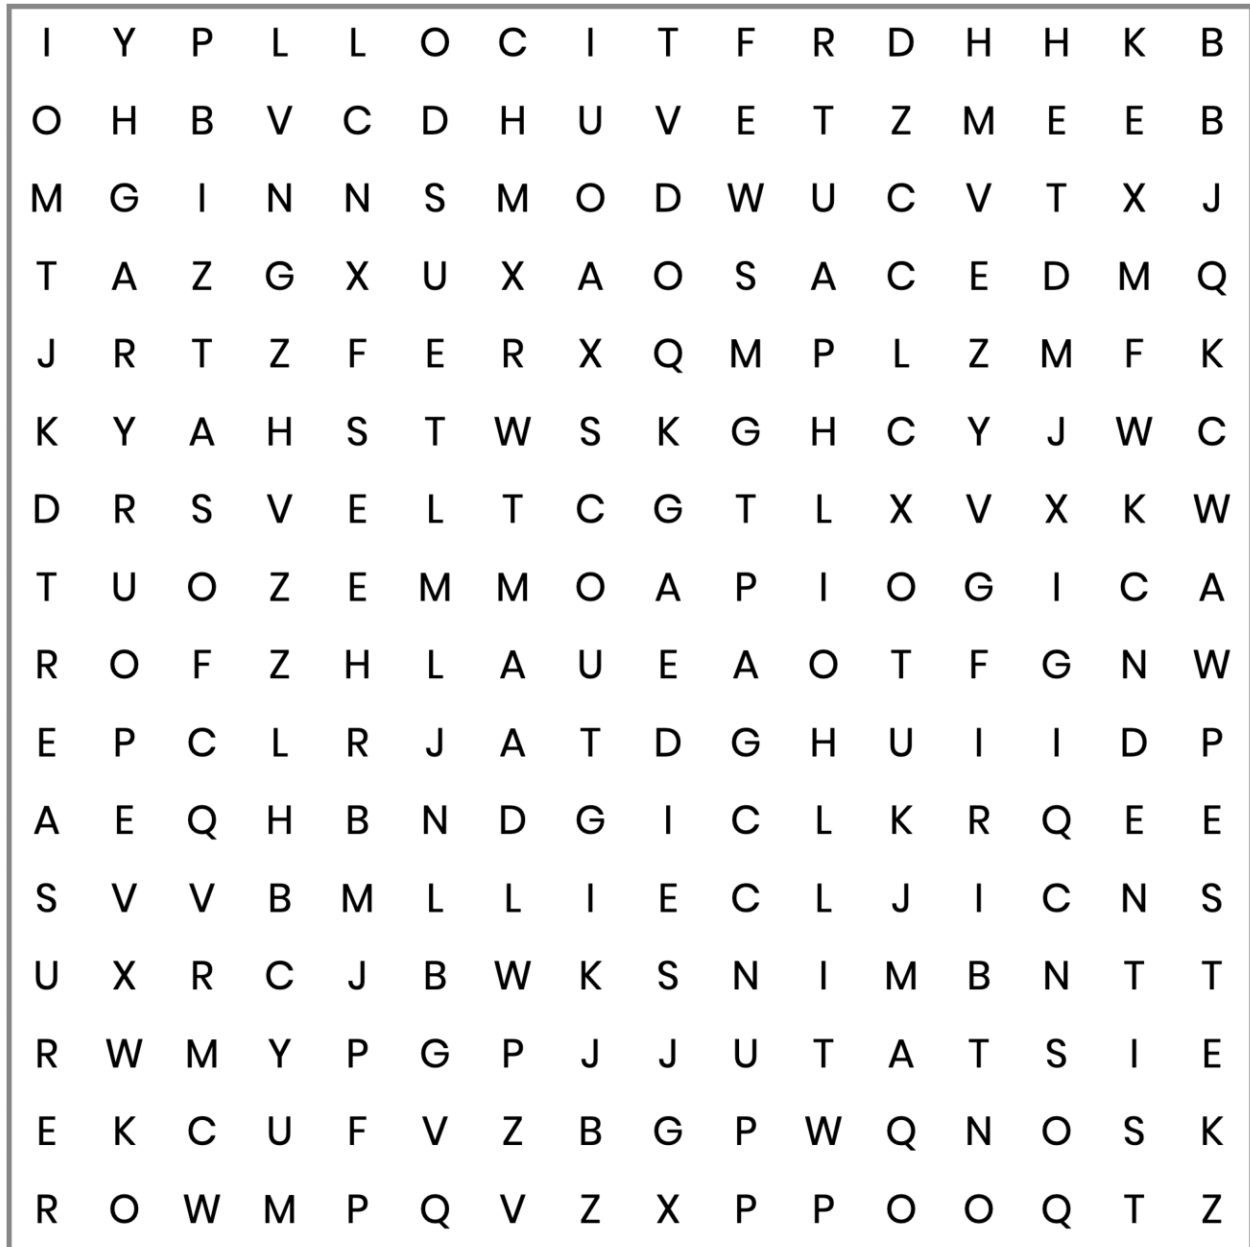 I Y P L L O C I T F R D H H K B
O H B V C D H U V E T Z M E E B
M G I N N S M O D W U C V T X J
T A Z G X U X A O S A C E D M Q
J R T Z F E R X Q M P L Z M F K
K Y A H S T W S K G H C Y J W C
D R S V E L T C G T L X V X K W
T U O Z E M M O A P I O G I C A
R O F Z H L A U E A O T F G N W
E P C L R J A T D G H U I I D P
A E Q H B N D G I C L K R Q E E
S V V B M L L I E C L J I C N S
U X R C J B W K S N I M B N T T
R W M Y P G P J J U T A T S I E
E K C U F V Z B G P W Q N O S K
R O W M P Q V Z X P P O O Q T Z